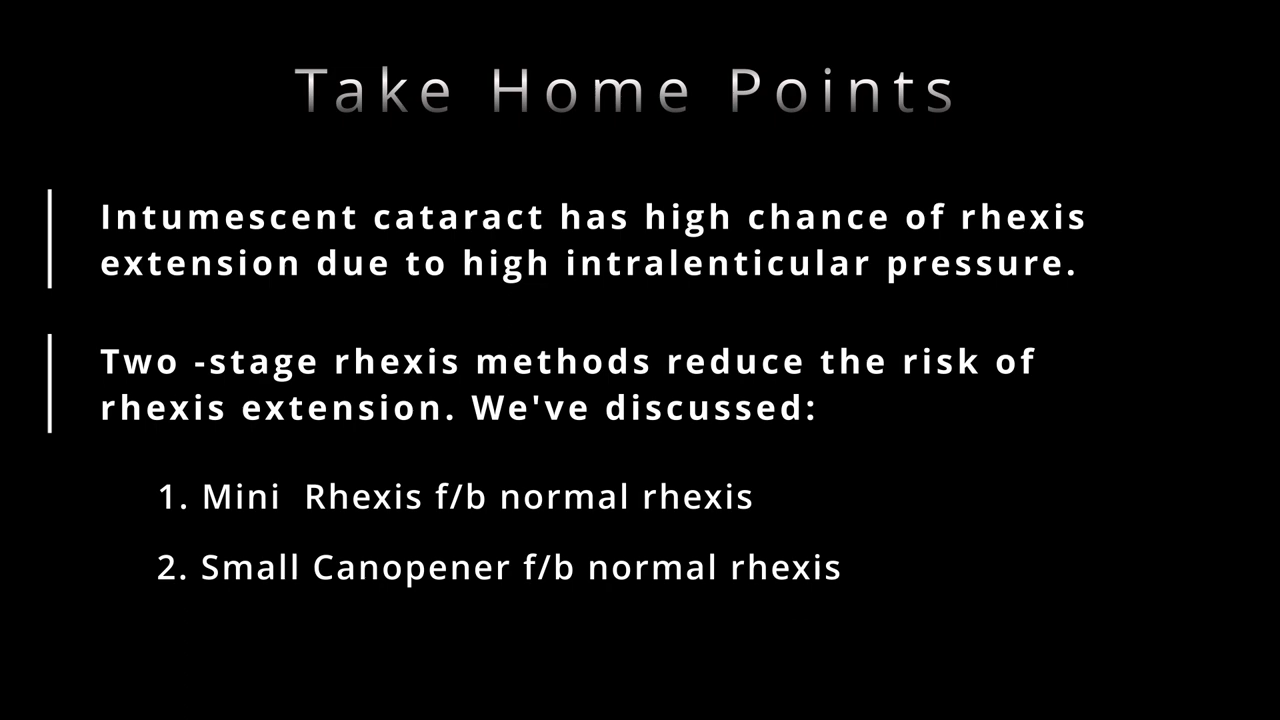 Take Home Points
Intumescent cataract has high chance of rhexis
extension due to high intralenticular pressure.
Two -stage rhexis methods reduce the risk of
rhexis extension. We've discussed:
1. Mini  Rhexis f/b normal rhexis
2. Small Canopener f/b normal rhexis